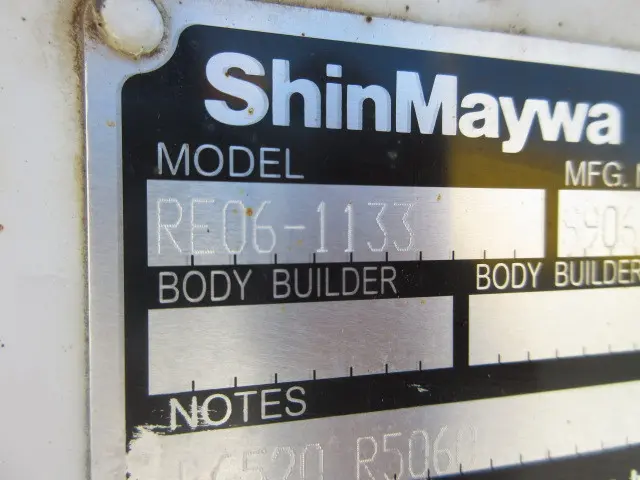 ShinMaywa
MODEL MFG.
RE06-1133
BODY BUILDER BODY BUILDER
NOTES